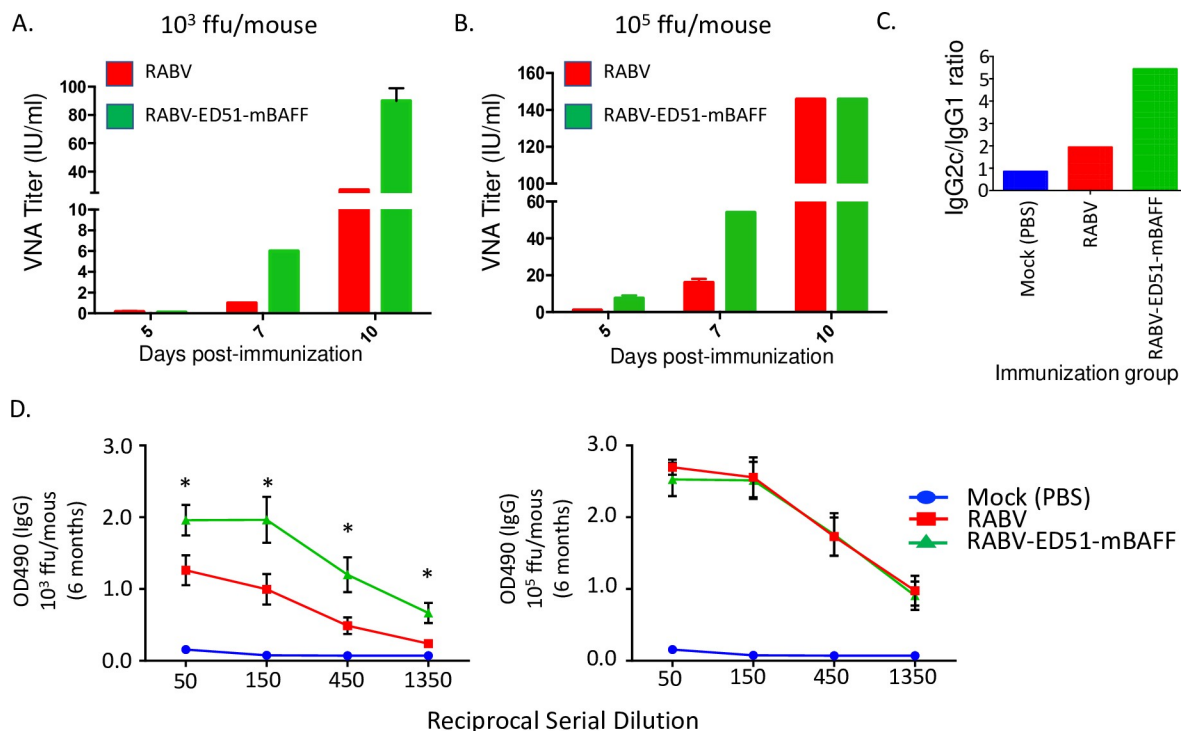 A.
10³ ffu/mouse
VNA Titer (IU/ml)
100
80
60
40
10
8
6
4
2
0
RABV
RABV-ED51-mBAFF
5
7
10
Days post-immunization
B.
10⁵ ffu/mouse
VNA Titer (IU/ml)
160
140
120
100
60
40
20
0
RABV
RABV-ED51-mBAFF
5
7
10
Days post-immunization
C.
IgG2c/IgG1 ratio
6
5
4
3
2
1
0
Mock (PBS)
RABV
RABV-ED51-mBAFF
Immunization group
D.
OD490 (IgG)
10³ ffu/mous
(6 months)
3.0
2.0
1.0
0.0
*
*
*
*
50
150
450
1350
OD490 (IgG)
10⁵ ffu/mous
(6 months)
3.0
2.0
1.0
0.0
50
150
450
1350
Mock (PBS)
RABV
RABV-ED51-mBAFF
Reciprocal Serial Dilution